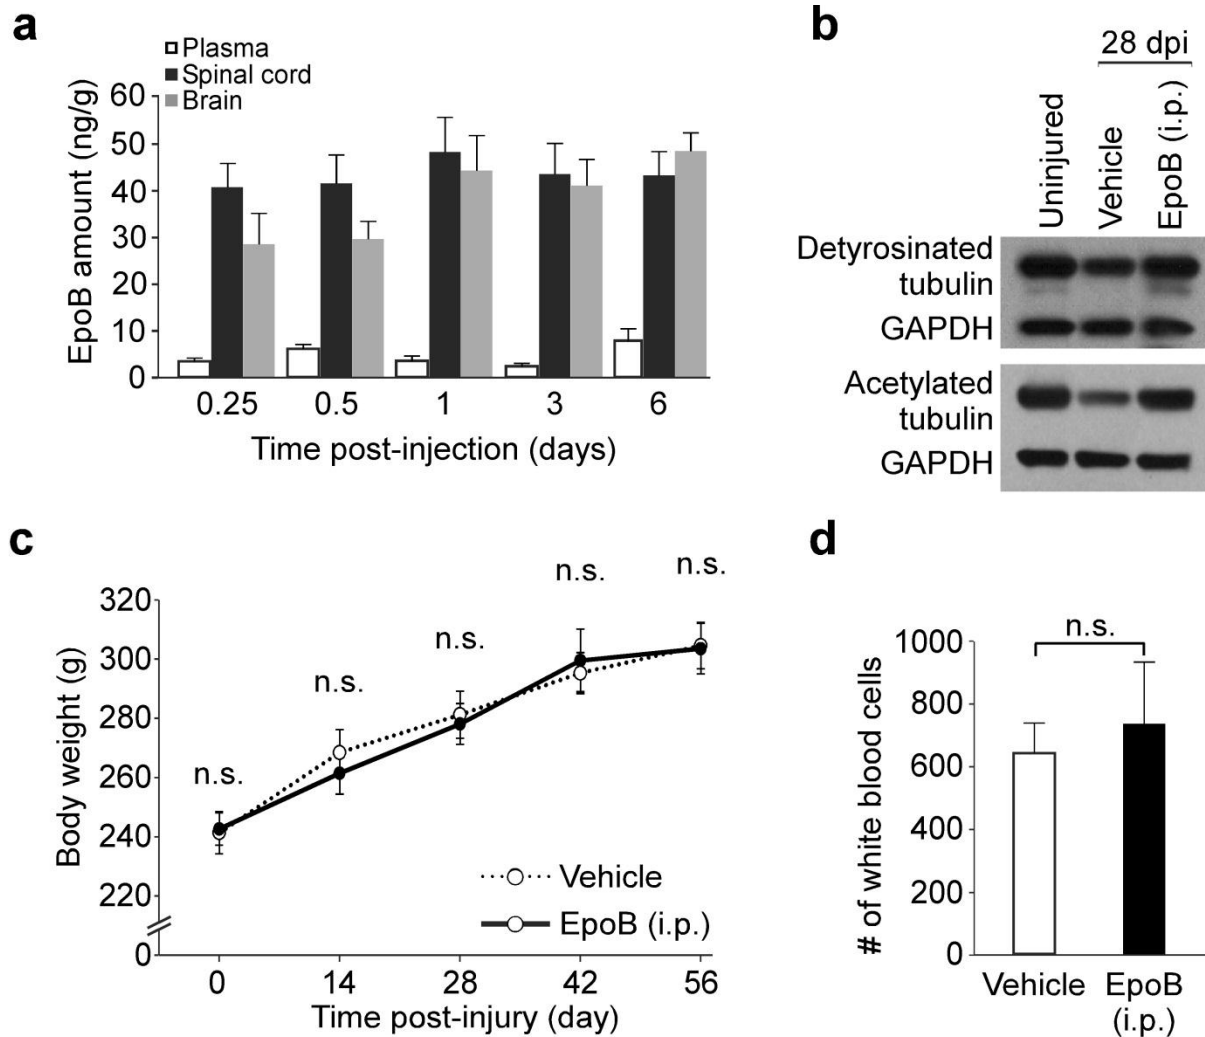 a
Plasma
Spinal cord
Brain
60
50
40
30
20
10
0
EpoB amount (ng/g)
0.25 0.5 1 3 6
Time post-injection (days)
b
28 dpi
Uninjured
Vehicle
EpoB (i.p.)
Detyrosinated
tubulin
GAPDH
Acetylated
tubulin
GAPDH
c
320
300
280
260
240
220
0
Body weight (g)
n.s.
n.s.
n.s.
n.s.
n.s.
Vehicle
EpoB (i.p.)
0 14 28 42 56
Time post-injury (day)
d
n.s.
1000
800
600
400
200
0
# of white blood cells
Vehicle EpoB
(i.p.)